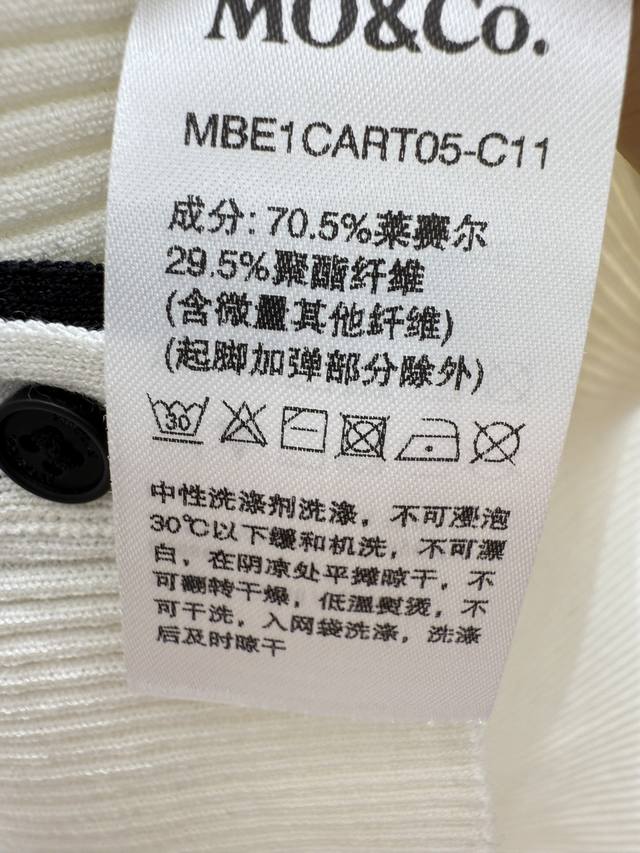 MO&Co.
MBE1CART05-C11
成分: 70.5%莱赛尔
29.5%聚酯纤维
(含微量其他纤维)
(起脚加弹部分除外)
30
中性洗涤剂洗涤，不可浸泡
30℃以下缓和机洗，不可漂
白，在阴凉处平摊晾干，不
可翻转干燥，低温熨烫，不
可干洗，入网袋洗涤，洗涤
后及时晾干